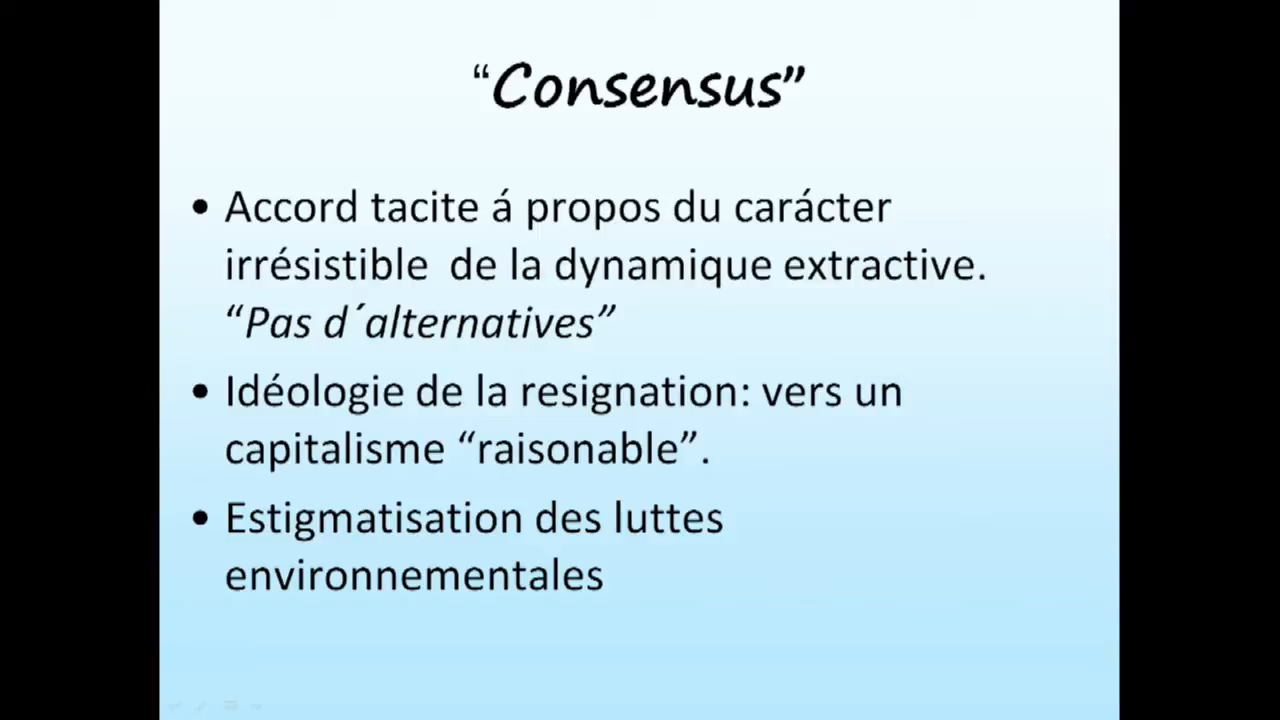 “Consensus”
• Accord tacite á propos du carácter
irrésistible de la dynamique extractive.
“Pas d´alternatives”
• Idéologie de la resignation: vers un
capitalisme “raisonable”.
• Estigmatisation des luttes
environnementales